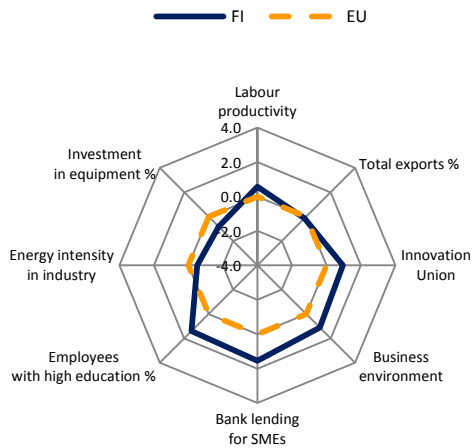 FI EU
Labour
productivity
4.0
2.0
0.0
-2.0
-4.0
Total exports %
Innovation
Union
Business
environment
Bank lending
for SMEs
Employees
with high education %
Energy intensity
in industry
Investment
in equipment %